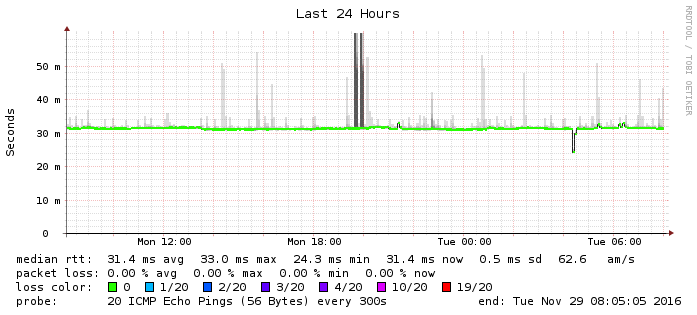 Last 24 Hours
RRDTOOL / TOBI OETIKER
Seconds
50 m
40 m
30 m
20 m
10 m
0
Mon 12:00 Mon 18:00 Tue 00:00 Tue 06:00
median rtt: 31.4 ms avg 33.0 ms max 24.3 ms min 31.4 ms now 0.5 ms sd 62.6 am/s
packet loss: 0.00 % avg 0.00 % max 0.00 % min 0.00 % now
loss color: 0 1/20 2/20 3/20 4/20 10/20 19/20
probe: 20 ICMP Echo Pings (56 Bytes) every 300s end: Tue Nov 29 08:05:05 2016